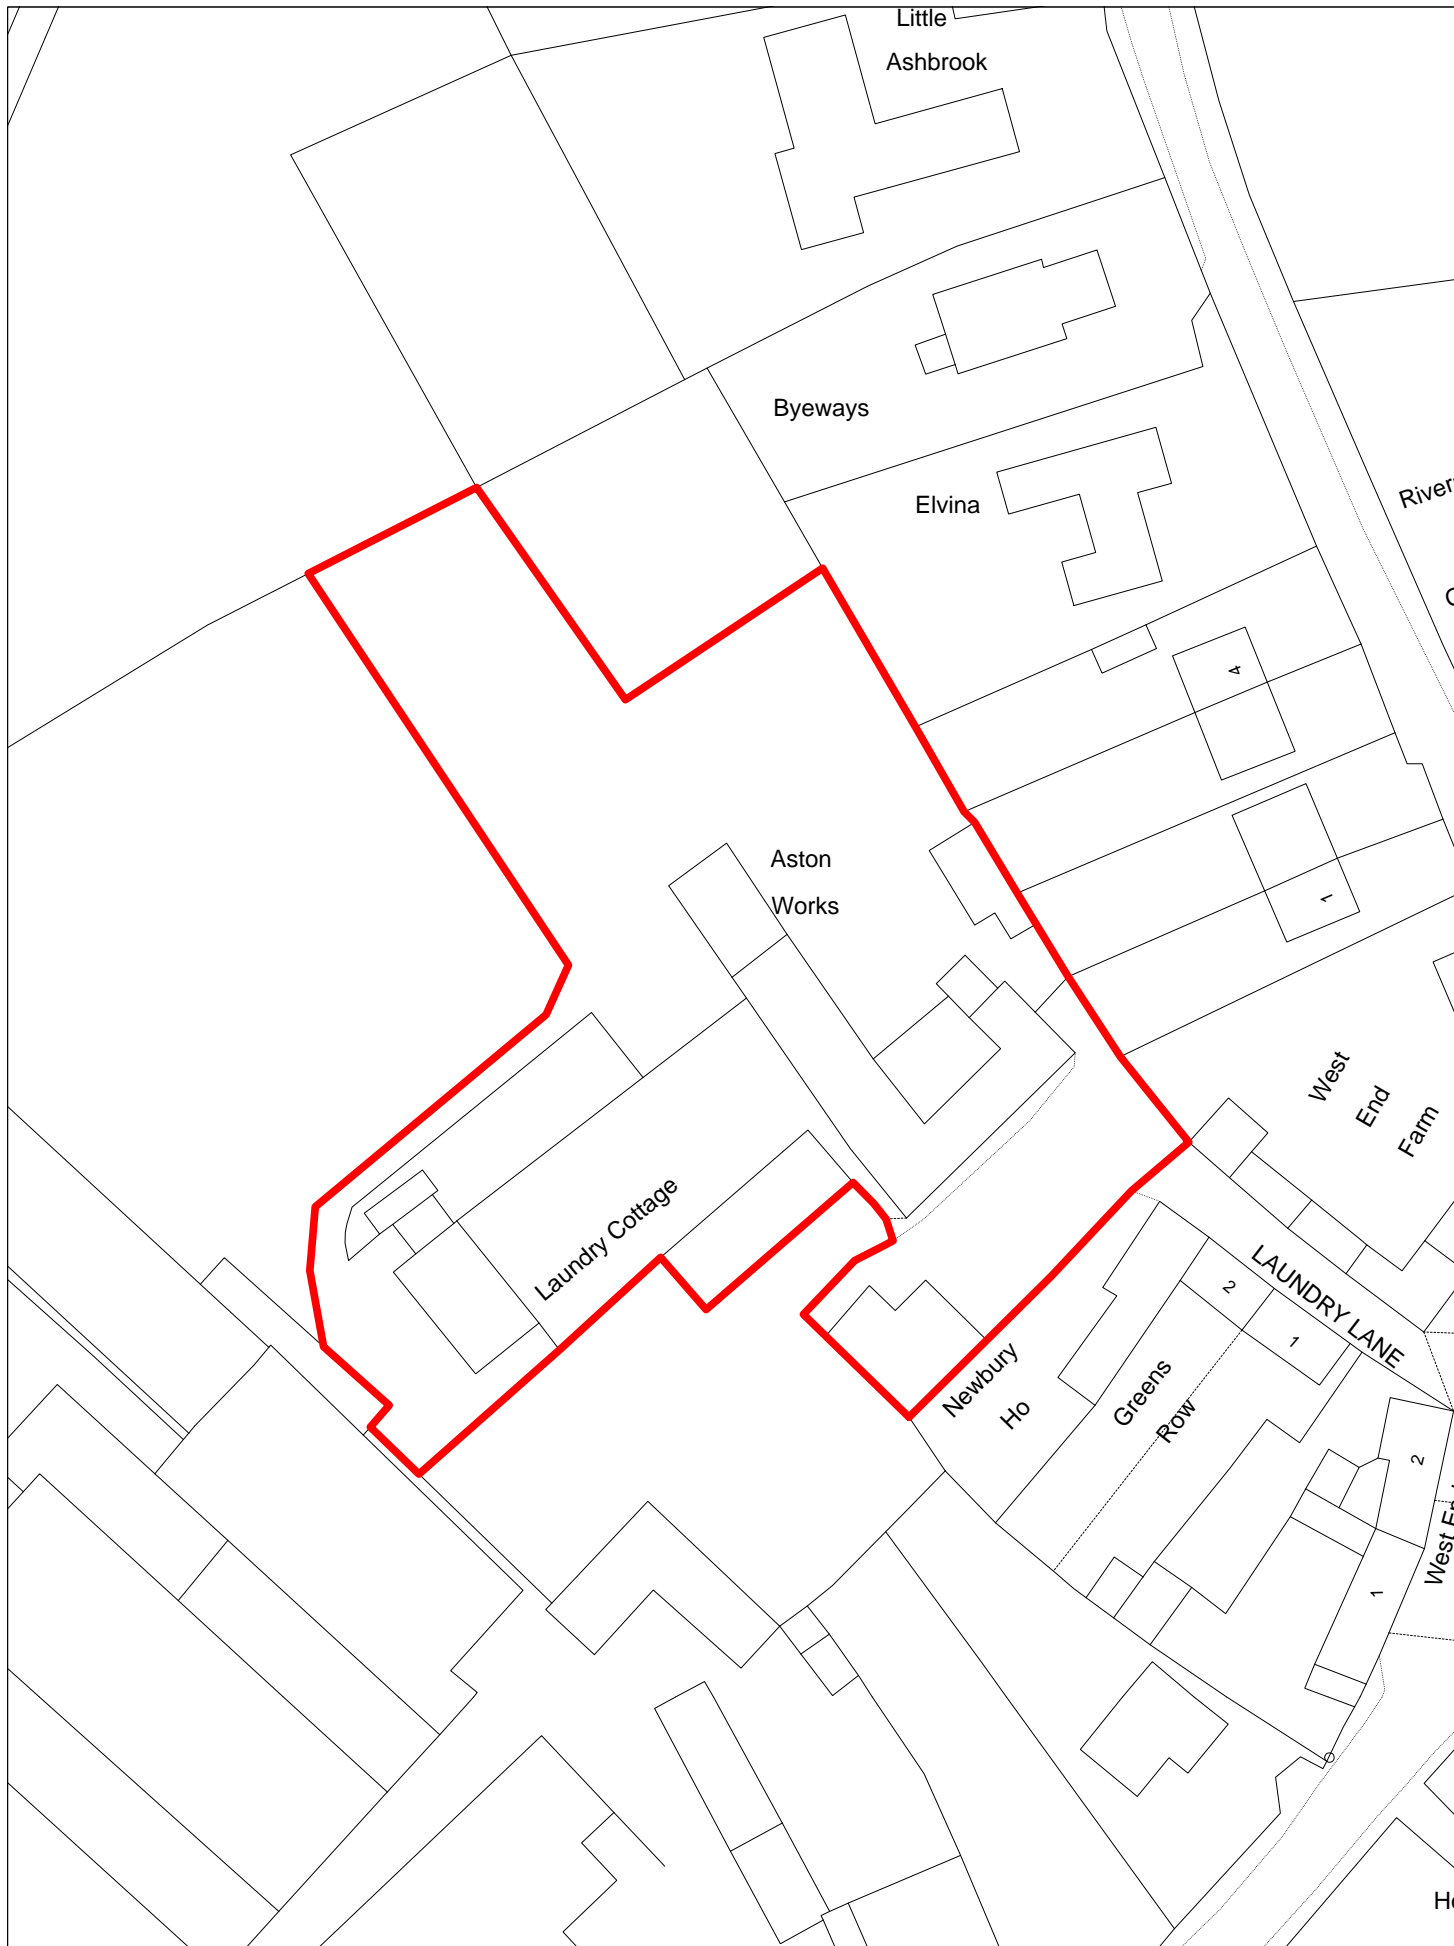 Little
Ashbrook
Byeways
Elvina
4
Aston
Works
1
West
End
Farm
Laundry Cottage
LAUNDRY LANE
2
1
Newbury
Ho
Greens
Row
2
1
West